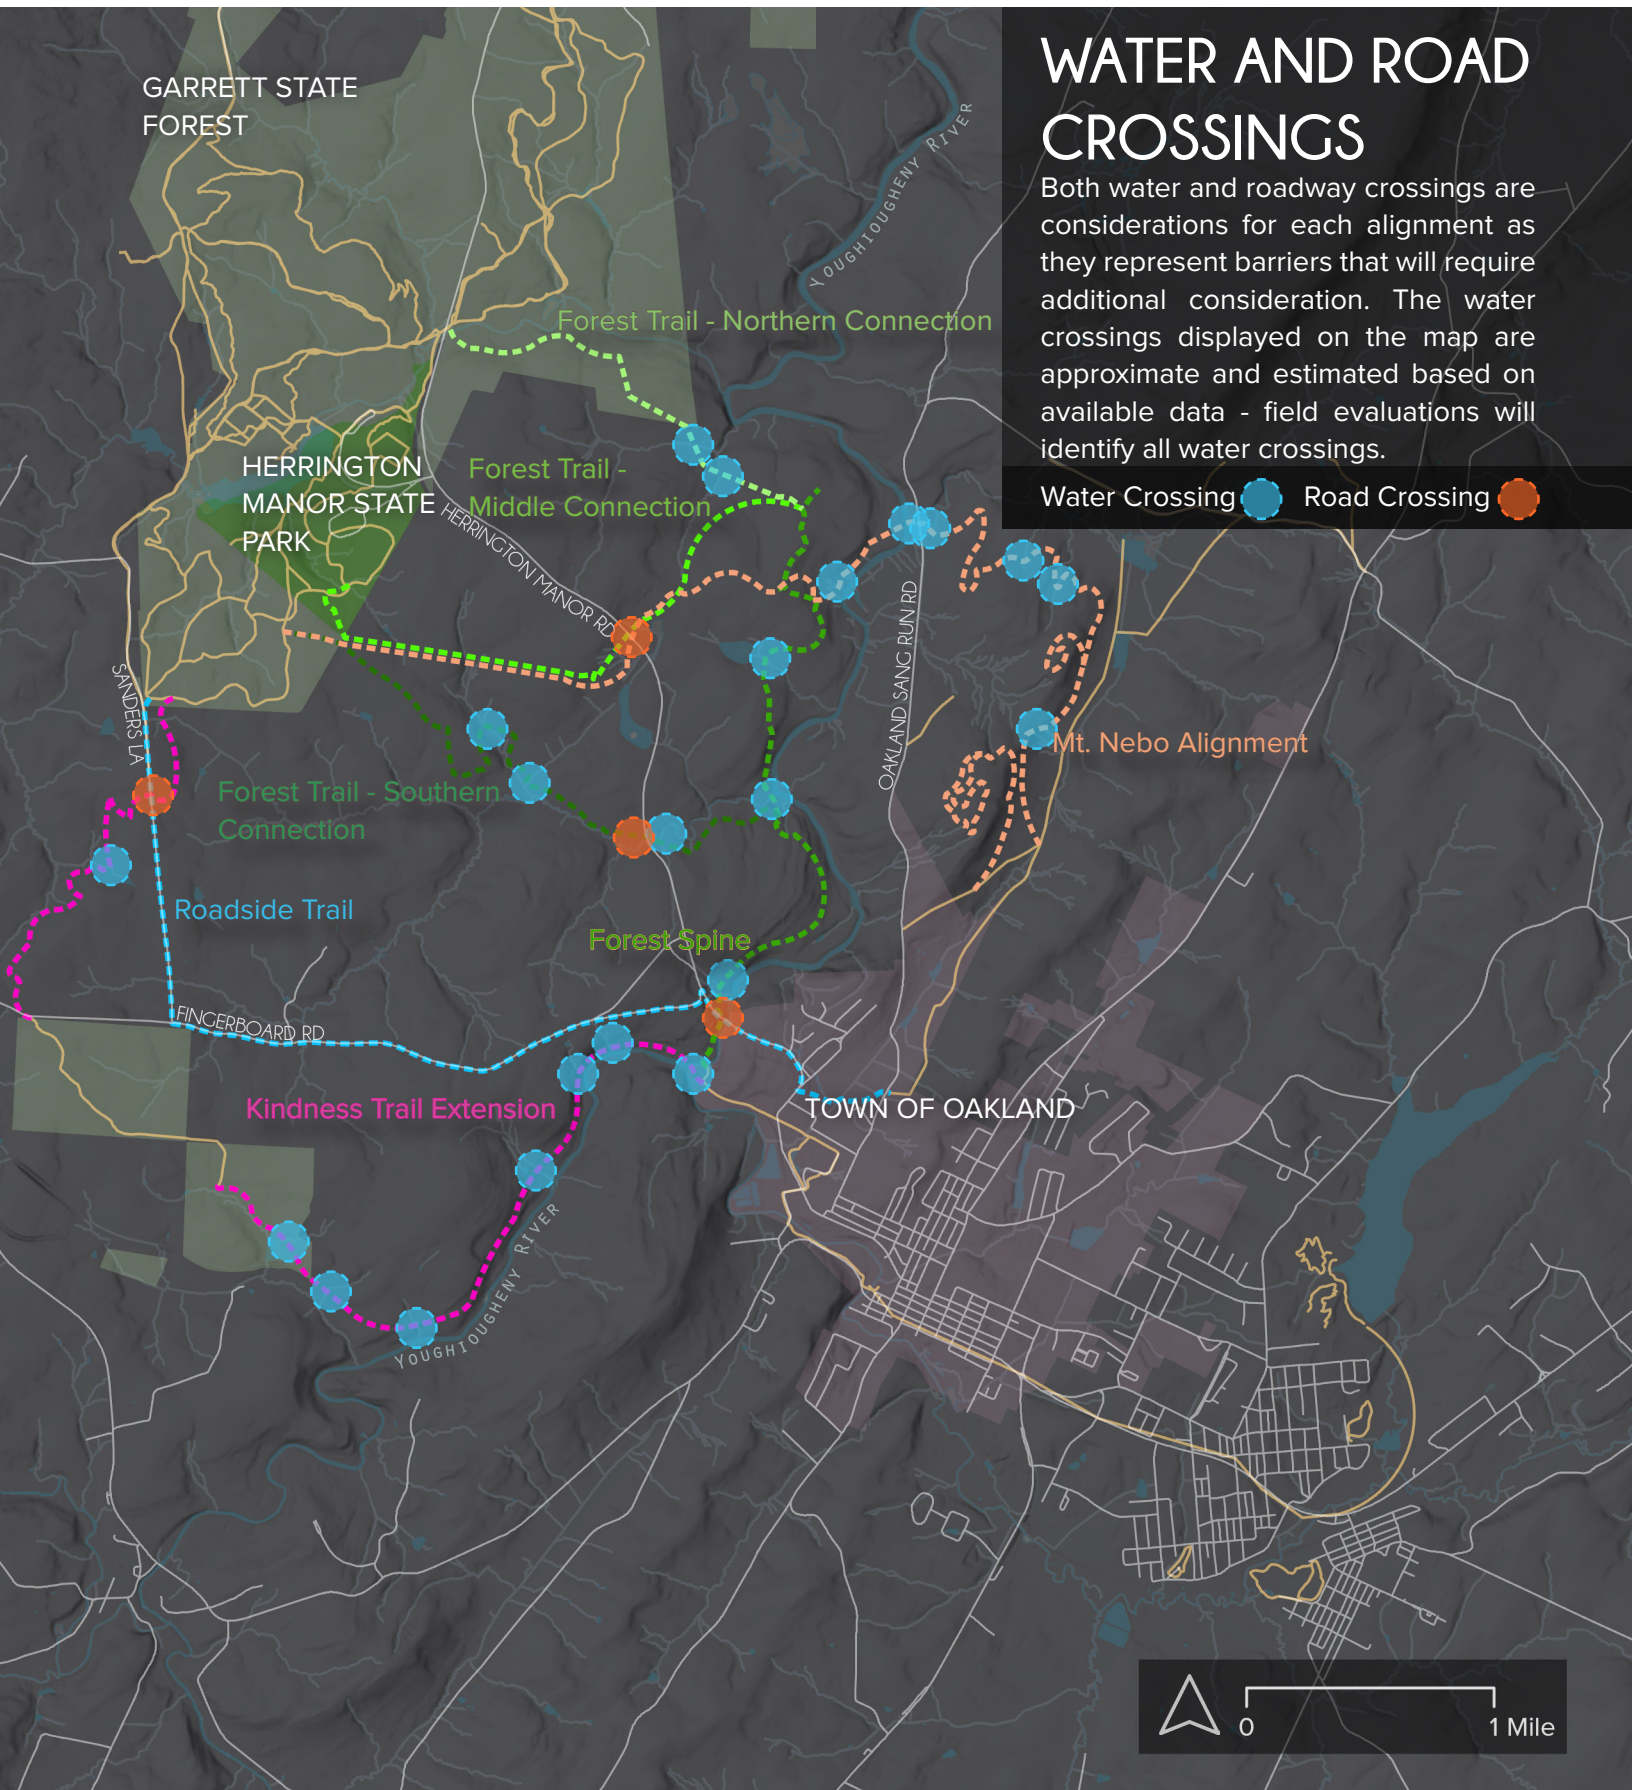 WATER AND ROAD
CROSSINGS
Both water and roadway crossings are
considerations for each alignment as
they represent barriers that will require
additional consideration. The water
crossings displayed on the map are
approximate and estimated based on
available data - field evaluations will
identify all water crossings.
Water Crossing
Road Crossing
GARRETT STATE
FOREST
YOUGHIOUGHENY RIVER
Forest Trail - Northern Connection
HERRINGTON
MANOR STATE
PARK
Forest Trail -
Middle Connection
HERRINGTON MANOR RD
OAKLAND SANG RUN RD
SANDERS LA
Mt. Nebo Alignment
Forest Trail - Southern
Connection
Roadside Trail
Forest Spine
FINGERBOARD RD
Kindness Trail Extension
TOWN OF OAKLAND
YOUGHIOUGHENY RIVER
0
1 Mile